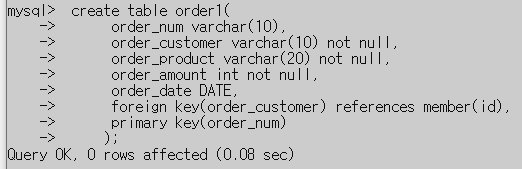 mysql>  create table order1(
    ->      order_num varchar(10),
    ->      order_customer varchar(10) not null,
    ->      order_product varchar(20) not null,
    ->      order_amount int not null,
    ->      order_date DATE,
    ->      foreign key(order_customer) references member(id),
    ->      primary key(order_num)
    ->     );
Query OK, 0 rows affected (0.08 sec)